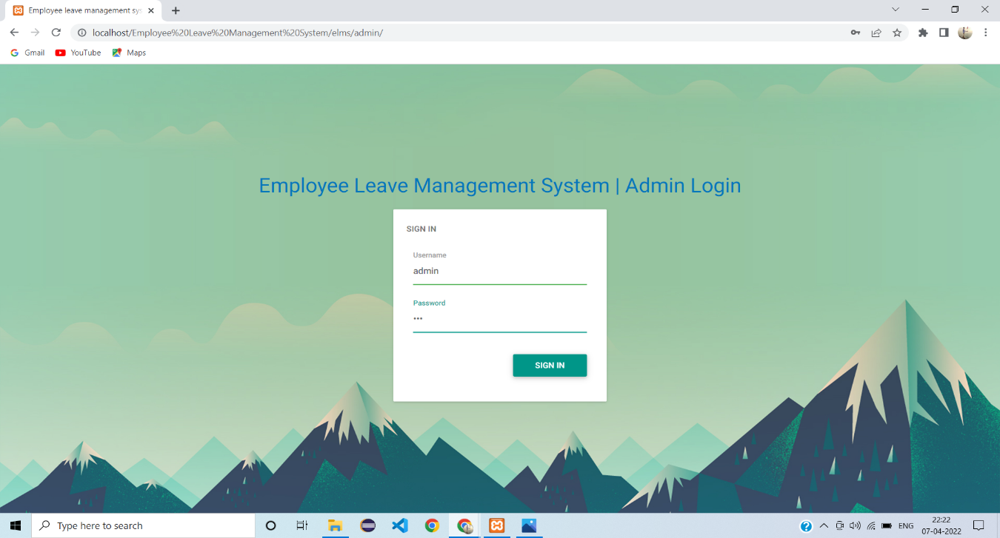 Employee leave management sys
localhost/Employee%20Leave%20Management%20System/elms/admin/
Gmail YouTube Maps
Employee Leave Management System | Admin Login
SIGN IN
Username
admin
Password
•••
SIGN IN
Type here to search
ENG
22:22
07-04-2022